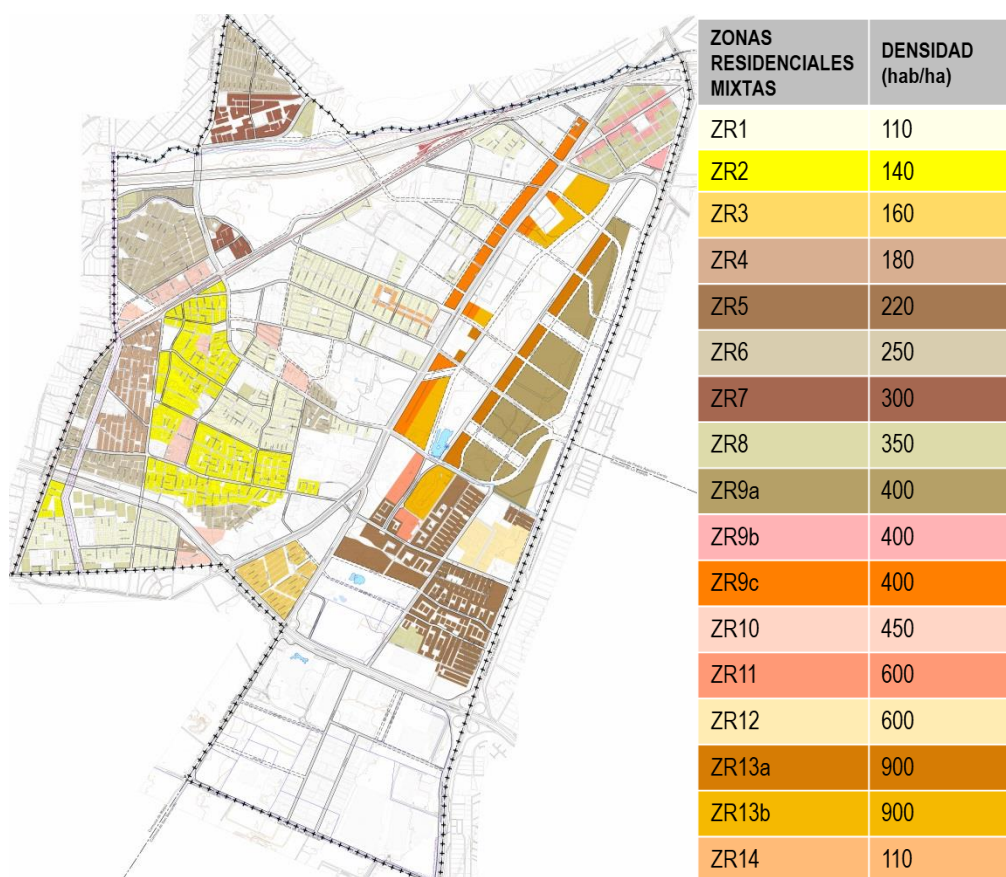 ZONAS RESIDENCIALES MIXTAS DENSIDAD (hab/ha)
ZR1 110
ZR2 140
ZR3 160
ZR4 180
ZR5 220
ZR6 250
ZR7 300
ZR8 350
ZR9a 400
ZR9b 400
ZR9c 400
ZR10 450
ZR11 600
ZR12 600
ZR13a 900
ZR13b 900
ZR14 110